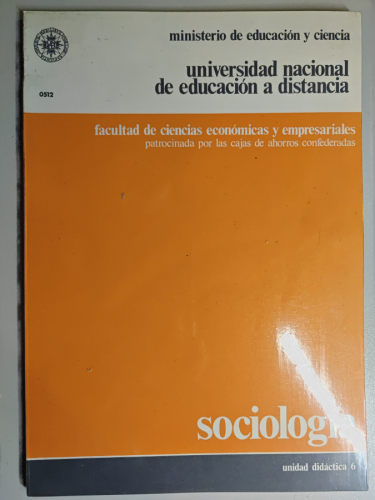 ministerio de educación y ciencia
universidad nacional
de educación a distancia
0512
facultad de ciencias económicas y empresariales
patrocinada por las cajas de ahorros confederadas
sociología
unidad didáctica 6